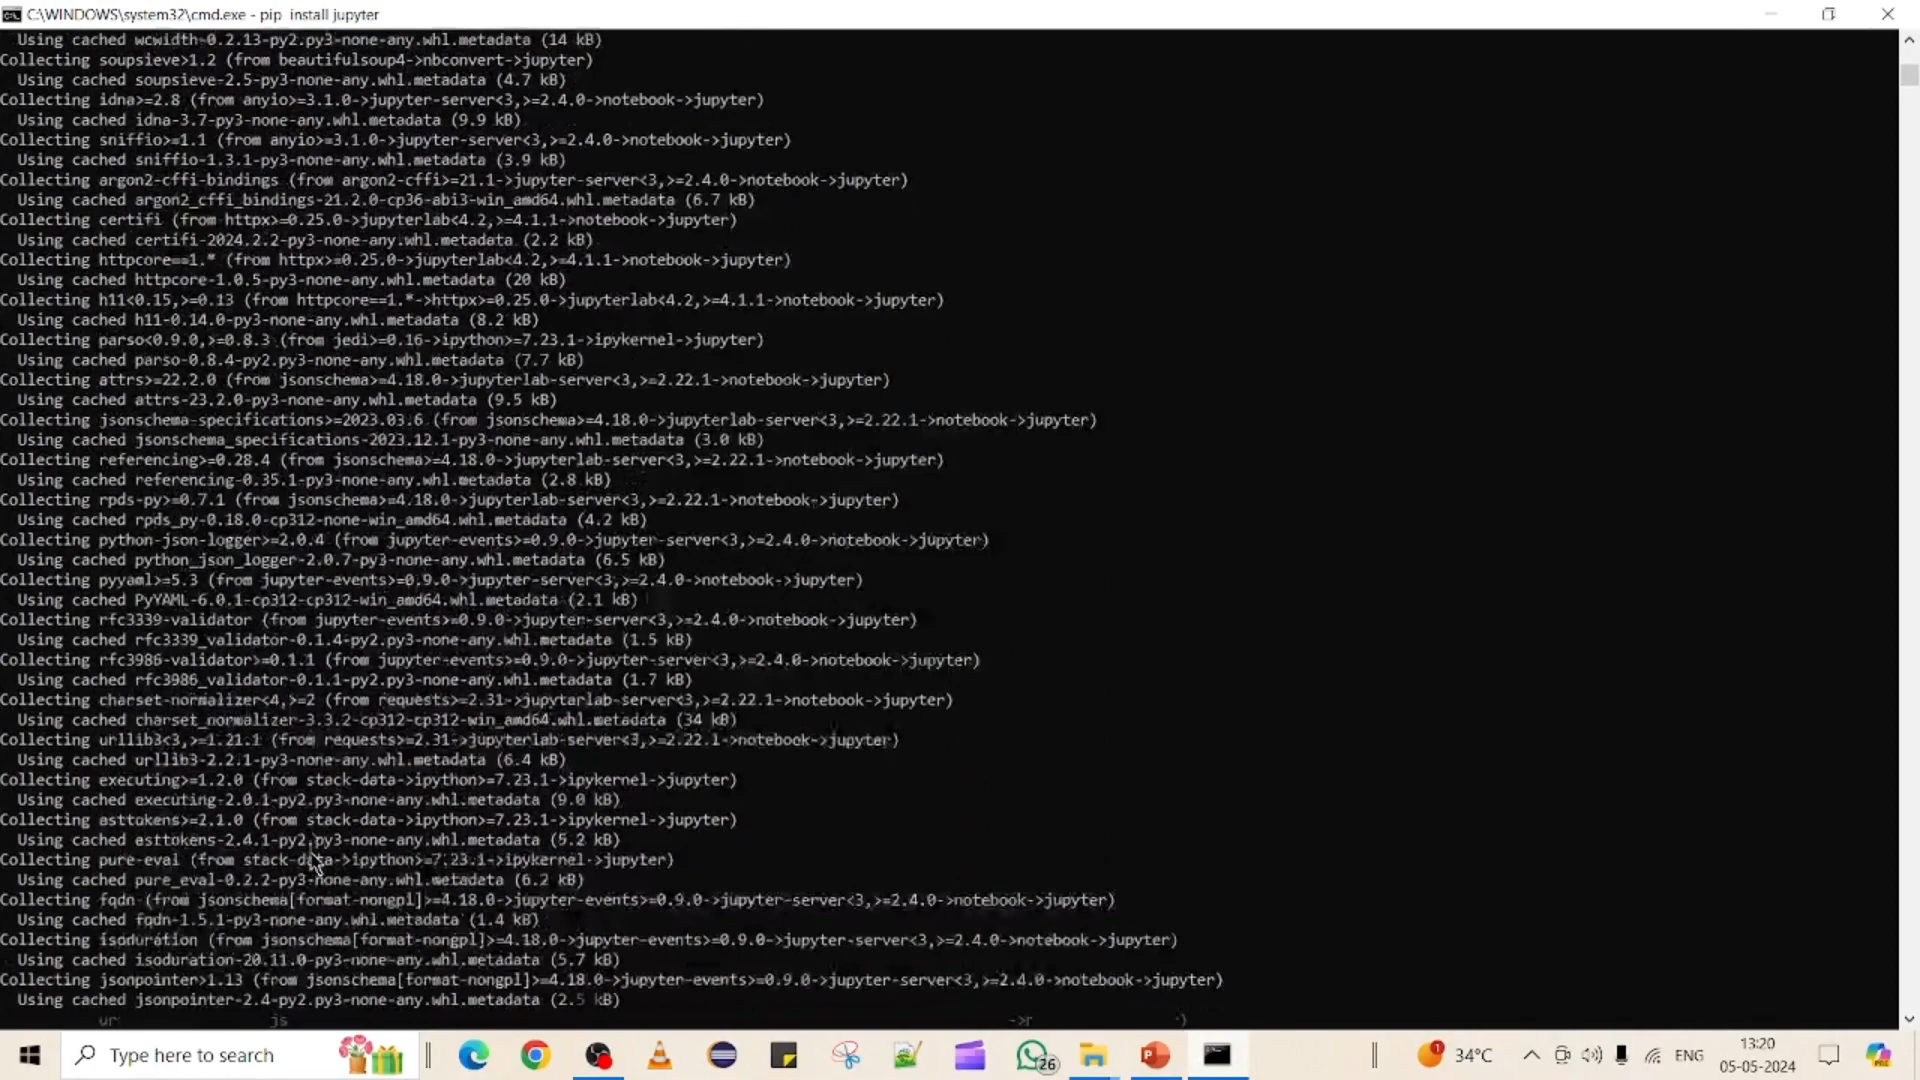 C:\WINDOWS\system32\cmd.exe - pip  install jupyter
Using cached wcwidth-0.2.13-py2.py3-none-any.whl.metadata (14 kB)
Collecting soupsieve>1.2 (from beautifulsoup4->nbconvert->jupyter)
Using cached soupsieve-2.5-py3-none-any.whl.metadata (4.7 kB)
Collecting idna>=2.8 (from anyio>=3.1.0->jupyter-server<3,>=2.4.0->notebook->jupyter)
Using cached idna-3.7-py3-none-any.whl.metadata (9.9 kB)
Collecting sniffio>=1.1 (from anyio>=3.1.0->jupyter-server<3,>=2.4.0->notebook->jupyter)
Using cached sniffio-1.3.1-py3-none-any.whl.metadata (3.9 kB)
Collecting argon2-cffi-bindings (from argon2-cffi>=21.1->jupyter-server<3,>=2.4.0->notebook->jupyter)
Using cached argon2_cffi_bindings-21.2.0-cp36-abi3-win_amd64.whl.metadata (6.7 kB)
Collecting certifi (from httpx>=0.25.0->jupyterlab<4.2,>=4.1.1->notebook->jupyter)
Using cached certifi-2024.2.2-py3-none-any.whl.metadata (2.2 kB)
Collecting httpcore==1.* (from httpx>=0.25.0->jupyterlab<4.2,>=4.1.1->notebook->jupyter)
Using cached httpcore-1.0.5-py3-none-any.whl.metadata (20 kB)
Collecting h11<0.15,>=0.13 (from httpcore==1.*->httpx>=0.25.0->jupyterlab<4.2,>=4.1.1->notebook->jupyter)
Using cached h11-0.14.0-py3-none-any.whl.metadata (8.2 kB)
Collecting parso<0.9.0,>=0.8.3 (from jedi>=0.16->ipython>=7.23.1->ipykernel->jupyter)
Using cached parso-0.8.4-py2.py3-none-any.whl.metadata (7.7 kB)
Collecting attrs>=22.2.0 (from jsonschema>=4.18.0->jupyterlab-server<3,>=2.22.1->notebook->jupyter)
Using cached attrs-23.2.0-py3-none-any.whl.metadata (9.5 kB)
Collecting jsonschema-specifications>=2023.03.6 (from jsonschema>=4.18.0->jupyterlab-server<3,>=2.22.1->notebook->jupyter)
Using cached jsonschema_specifications-2023.12.1-py3-none-any.whl.metadata (3.0 kB)
Collecting referencing>=0.28.4 (from jsonschema>=4.18.0->jupyterlab-server<3,>=2.22.1->notebook->jupyter)
Using cached referencing-0.35.1-py3-none-any.whl.metadata (2.8 kB)
Collecting rpds-py>=0.7.1 (from jsonschema>=4.18.0->jupyterlab-server<3,>=2.22.1->notebook->jupyter)
Using cached rpds_py-0.18.0-cp312-none-win_amd64.whl.metadata (4.2 kB)
Collecting python-json-logger>=2.0.4 (from jupyter-events>=0.9.0->jupyter-server<3,>=2.4.0->notebook->jupyter)
Using cached python_json_logger-2.0.7-py3-none-any.whl.metadata (6.5 kB)
Collecting pyyaml>=5.3 (from jupyter-events>=0.9.0->jupyter-server<3,>=2.4.0->notebook->jupyter)
Using cached PyYAML-6.0.1-cp312-cp312-win_amd64.whl.metadata (2.1 kB)
Collecting rfc3339-validator (from jupyter-events>=0.9.0->jupyter-server<3,>=2.4.0->notebook->jupyter)
Using cached rfc3339_validator-0.1.4-py2.py3-none-any.whl.metadata (1.5 kB)
Collecting rfc3986-validator>=0.1.1 (from jupyter-events>=0.9.0->jupyter-server<3,>=2.4.0->notebook->jupyter)
Using cached rfc3986_validator-0.1.1-py2.py3-none-any.whl.metadata (1.7 kB)
Collecting charset-normalizer<4,>=2 (from requests>=2.31->jupyterlab-server<3,>=2.22.1->notebook->jupyter)
Using cached charset_normalizer-3.3.2-cp312-cp312-win_amd64.whl.metadata (34 kB)
Collecting urllib3<3,>=1.21.1 (from requests>=2.31->jupyterlab-server<3,>=2.22.1->notebook->jupyter)
Using cached urllib3-2.2.1-py3-none-any.whl.metadata (6.4 kB)
Collecting executing>=1.2.0 (from stack-data->ipython>=7.23.1->ipykernel->jupyter)
Using cached executing-2.0.1-py2.py3-none-any.whl.metadata (9.0 kB)
Collecting asttokens>=2.1.0 (from stack-data->ipython>=7.23.1->ipykernel->jupyter)
Using cached asttokens-2.4.1-py2.py3-none-any.whl.metadata (5.2 kB)
Collecting pure-eval (from stack-data->ipython>=7.23.1->ipykernel->jupyter)
Using cached pure_eval-0.2.2-py3-none-any.whl.metadata (6.2 kB)
Collecting fqdn (from jsonschema[format-nongpl]>=4.18.0->jupyter-events>=0.9.0->jupyter-server<3,>=2.4.0->notebook->jupyter)
Using cached fqdn-1.5.1-py3-none-any.whl.metadata (1.4 kB)
Collecting isoduration (from jsonschema[format-nongpl]>=4.18.0->jupyter-events>=0.9.0->jupyter-server<3,>=2.4.0->notebook->jupyter)
Using cached isoduration-20.11.0-py3-none-any.whl.metadata (5.7 kB)
Collecting jsonpointer>1.13 (from jsonschema[format-nongpl]>=4.18.0->jupyter-events>=0.9.0->jupyter-server<3,>=2.4.0->notebook->jupyter)
Using cached jsonpointer-2.4-py2.py3-none-any.whl.metadata (2.5 kB)
Type here to search
26
1
34°C
ENG
13:20
05-05-2024